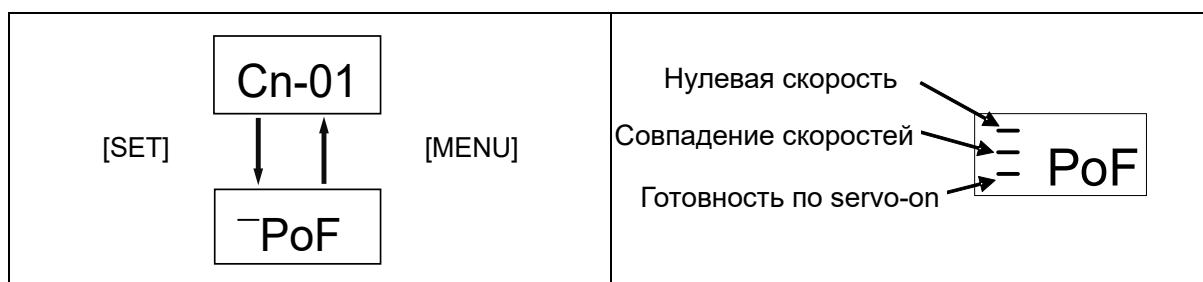 Cn-01
[SET]
[MENU]
¯PoF
Нулевая скорость
Совпадение скоростей
Готовность по servo-on
PoF